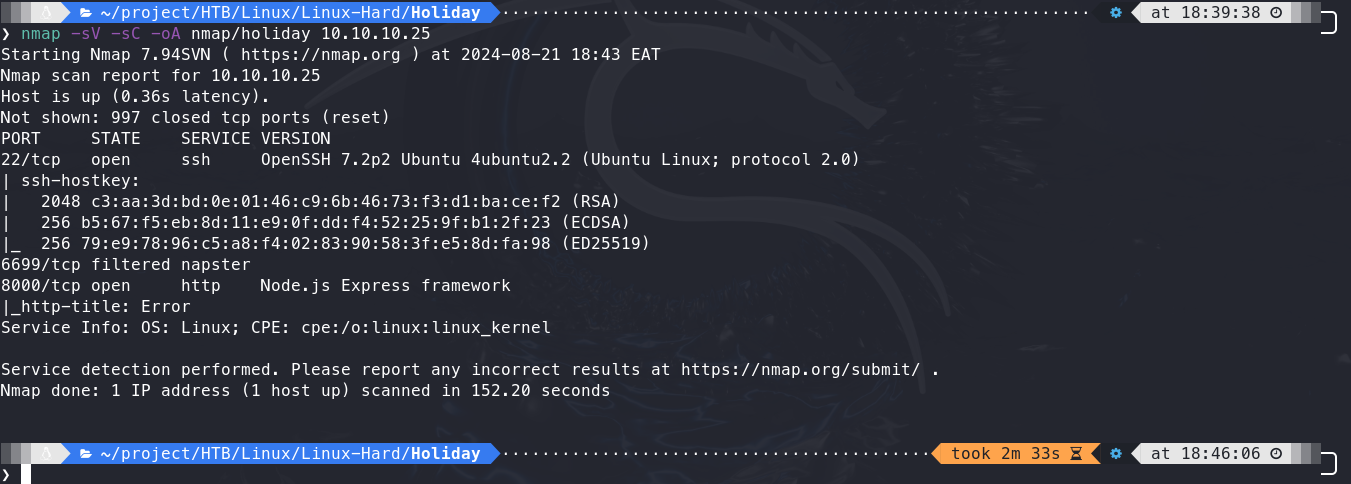 ~/project/HTB/Linux/Linux-Hard/Holiday at 18:39:38
❯ nmap -sV -sC -oA nmap/holiday 10.10.10.25
Starting Nmap 7.94SVN ( https://nmap.org ) at 2024-08-21 18:43 EAT
Nmap scan report for 10.10.10.25
Host is up (0.36s latency).
Not shown: 997 closed tcp ports (reset)
PORT     STATE    SERVICE VERSION
22/tcp   open     ssh     OpenSSH 7.2p2 Ubuntu 4ubuntu2.2 (Ubuntu Linux; protocol 2.0)
| ssh-hostkey:
|   2048 c3:aa:3d:bd:0e:01:46:c9:6b:46:73:f3:d1:ba:ce:f2 (RSA)
|   256 b5:67:f5:eb:8d:11:e9:0f:dd:f4:52:25:9f:b1:2f:23 (ECDSA)
|_  256 79:e9:78:96:c5:a8:f4:02:83:90:58:3f:e5:8d:fa:98 (ED25519)
6699/tcp filtered napster
8000/tcp open     http    Node.js Express framework
|_http-title: Error
Service Info: OS: Linux; CPE: cpe:/o:linux:linux_kernel
Service detection performed. Please report any incorrect results at https://nmap.org/submit/ .
Nmap done: 1 IP address (1 host up) scanned in 152.20 seconds
~/project/HTB/Linux/Linux-Hard/Holiday took 2m 33s at 18:46:06
❯